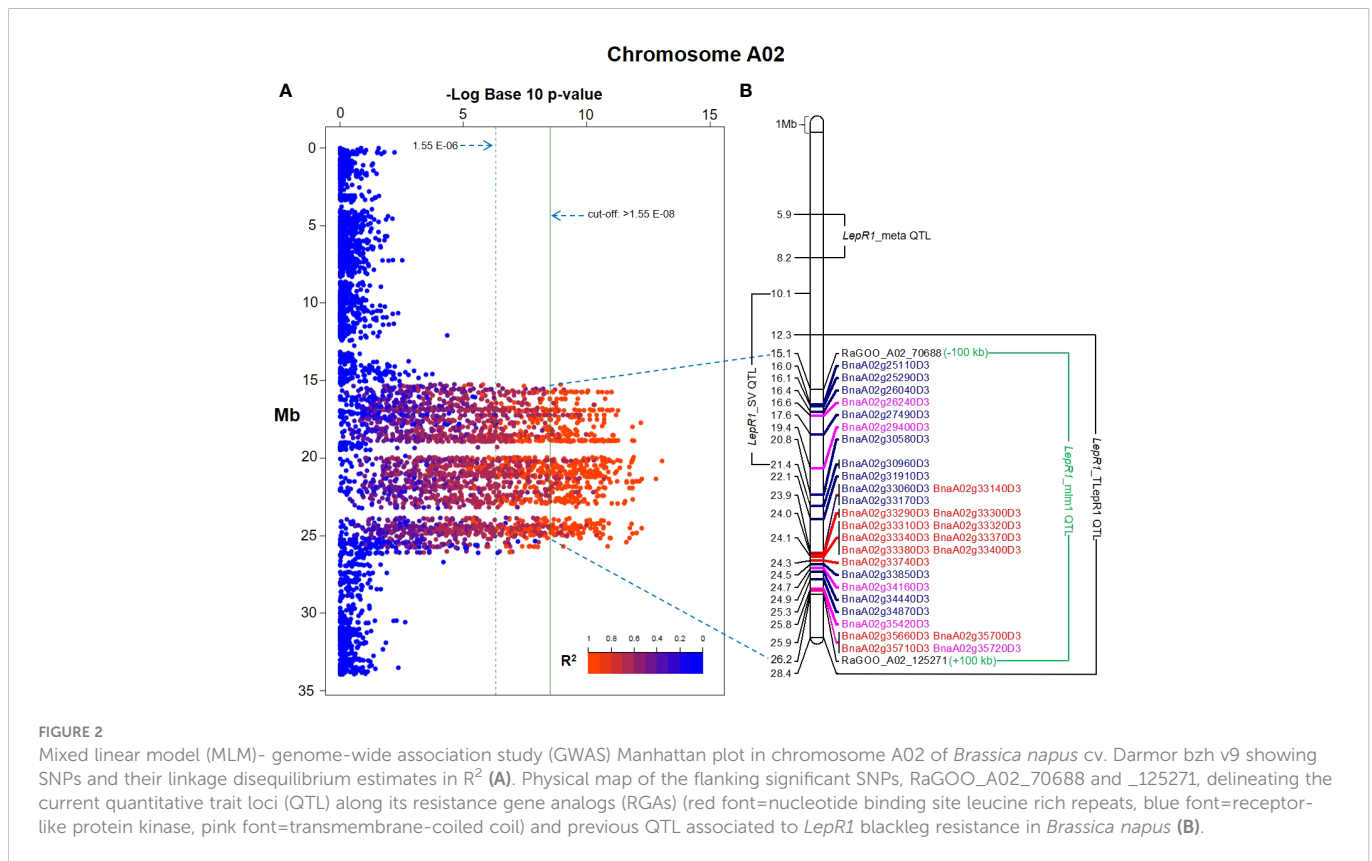 Chromosome A02
A
-Log Base 10 p-value
0 5 10 15
0
5
10
15
20
25
30
35
Mb
1.55 E-06
cut-off: >1.55 E-08
1 0.8 0.6 0.4 0.2 0
R²
B
1Mb
5.9
8.2
10.1
12.3
15.1
16.0
16.1
16.4
16.6
17.6
19.4
20.8
21.4
22.1
23.9
24.0
24.1
24.3
24.5
24.7
24.9
25.3
25.8
25.9
26.2
28.4
LepR1_meta QTL
LepR1_SV QTL
RaGOO_A02_70688 (-100 kb)
BnaA02g25110D3
BnaA02g25290D3
BnaA02g26040D3
BnaA02g26240D3
BnaA02g27490D3
BnaA02g29400D3
BnaA02g30580D3
BnaA02g30960D3
BnaA02g31910D3
BnaA02g33060D3 BnaA02g33140D3
BnaA02g33170D3
BnaA02g33290D3 BnaA02g33300D3
BnaA02g33310D3 BnaA02g33320D3
BnaA02g33340D3 BnaA02g33370D3
BnaA02g33380D3 BnaA02g33400D3
BnaA02g33740D3
BnaA02g33850D3
BnaA02g34160D3
BnaA02g34440D3
BnaA02g34870D3
BnaA02g35420D3
BnaA02g35660D3 BnaA02g35700D3
BnaA02g35710D3 BnaA02g35720D3
RaGOO_A02_125271 (+100 kb)
LepR1_mlm1 QTL
LepR1_TLepR1 QTL
FIGURE 2
Mixed linear model (MLM)- genome-wide association study (GWAS) Manhattan plot in chromosome A02 of Brassica napus cv. Darmor bzh v9 showing
SNPs and their linkage disequilibrium estimates in R² (A). Physical map of the flanking significant SNPs, RaGOO_A02_70688 and _125271, delineating the
current quantitative trait loci (QTL) along its resistance gene analogs (RGAs) (red font=nucleotide binding site leucine rich repeats, blue font=receptor-
like protein kinase, pink font=transmembrane-coiled coil) and previous QTL associated to LepR1 blackleg resistance in Brassica napus (B).